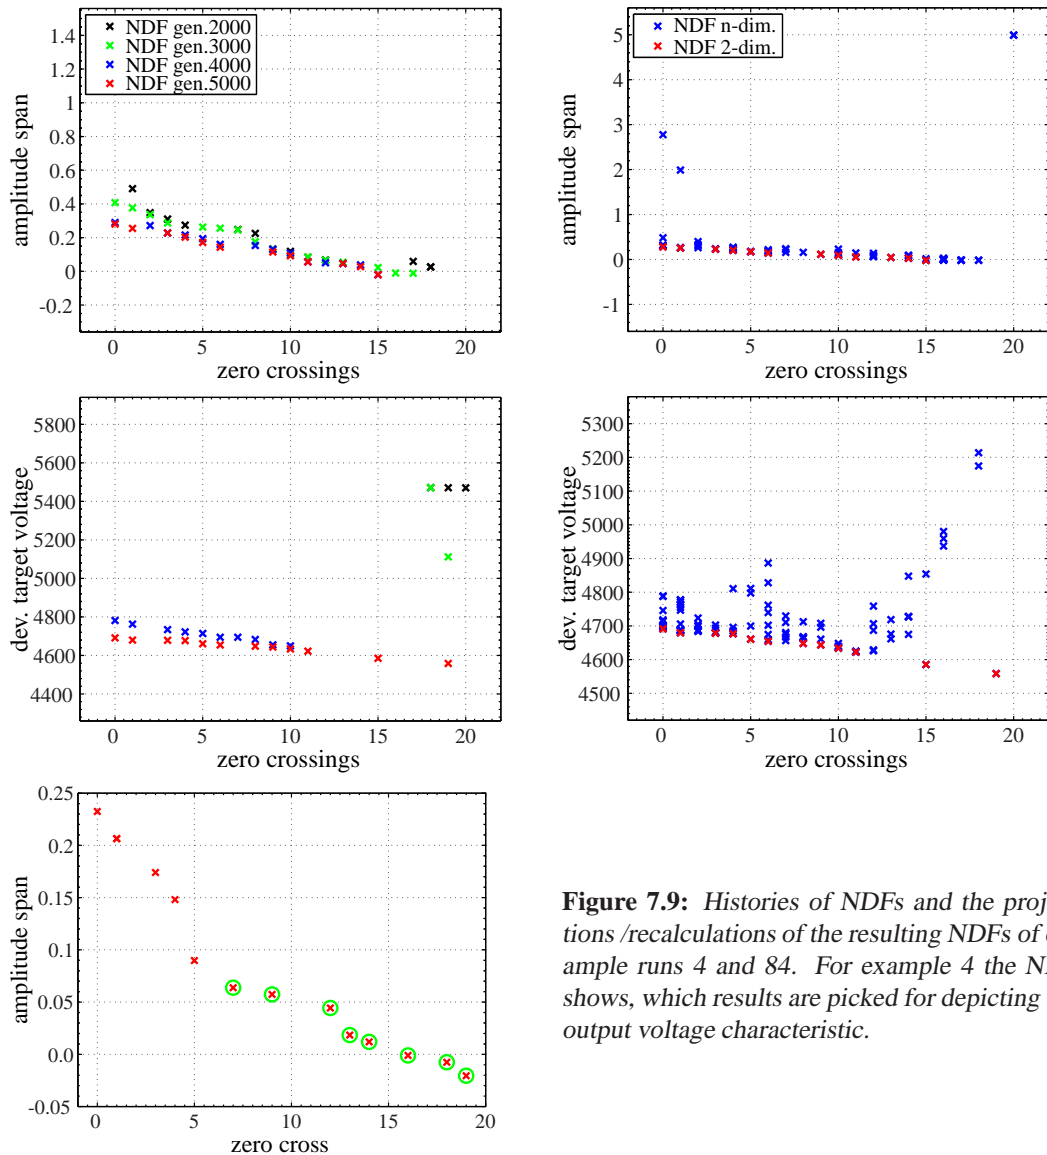 NDF gen.2000
NDF gen.3000
NDF gen.4000
NDF gen.5000
1.4
1.2
1
0.8
0.6
0.4
0.2
0
-0.2
amplitude span
0 5 10 15 20
zero crossings
NDF n-dim.
NDF 2-dim.
5
4
3
2
1
0
-1
amplitude span
0 5 10 15 20
zero crossings
5800
5600
5400
5200
5000
4800
4600
4400
dev. target voltage
0 5 10 15 20
zero crossings
5300
5200
5100
5000
4900
4800
4700
4600
4500
dev. target voltage
0 5 10 15 20
zero crossings
0.25
0.2
0.15
0.1
0.05
0.0
-0.05
amplitude span
0 5 10 15 20
zero cross
Figure 7.9: Histories of NDFs and the proj
tions /recalculations of the resulting NDFs of
ample runs 4 and 84. For example 4 the
shows, which results are picked for depicting
output voltage characteristic.